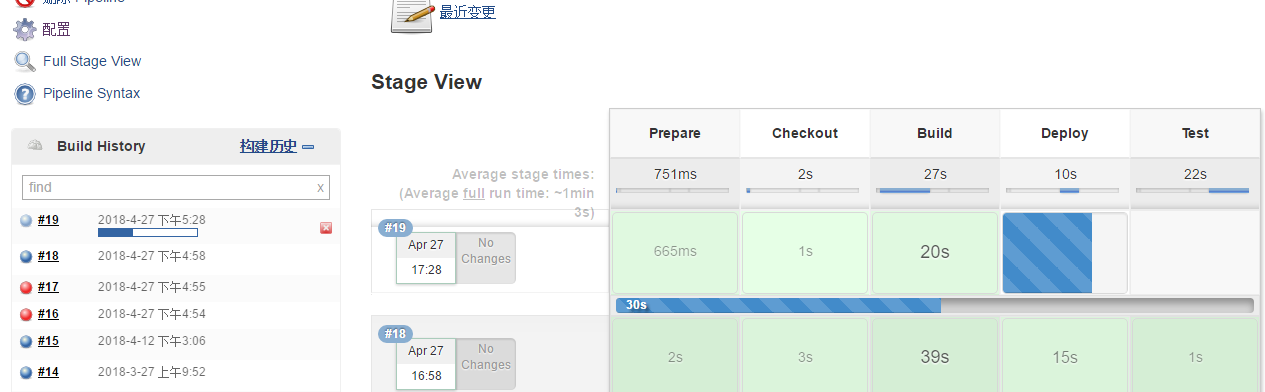 删除 Pipeline
配置
Full Stage View
Pipeline Syntax
Build History
构建历史
find
x
#19 2018-4-27 下午5:28
#18 2018-4-27 下午4:58
#17 2018-4-27 下午4:55
#16 2018-4-27 下午4:54
#15 2018-4-12 下午3:06
#14 2018-3-27 上午9:52
最近变更
Stage View
Prepare Checkout Build Deploy Test
Average stage times:
(Average full run time: ~1min
3s)
751ms 2s 27s 10s 22s
#19
Apr 27
17:28
No
Changes
665ms 1s 20s
30s
#18
Apr 27
16:58
No
Changes
2s 3s 39s 15s 1s